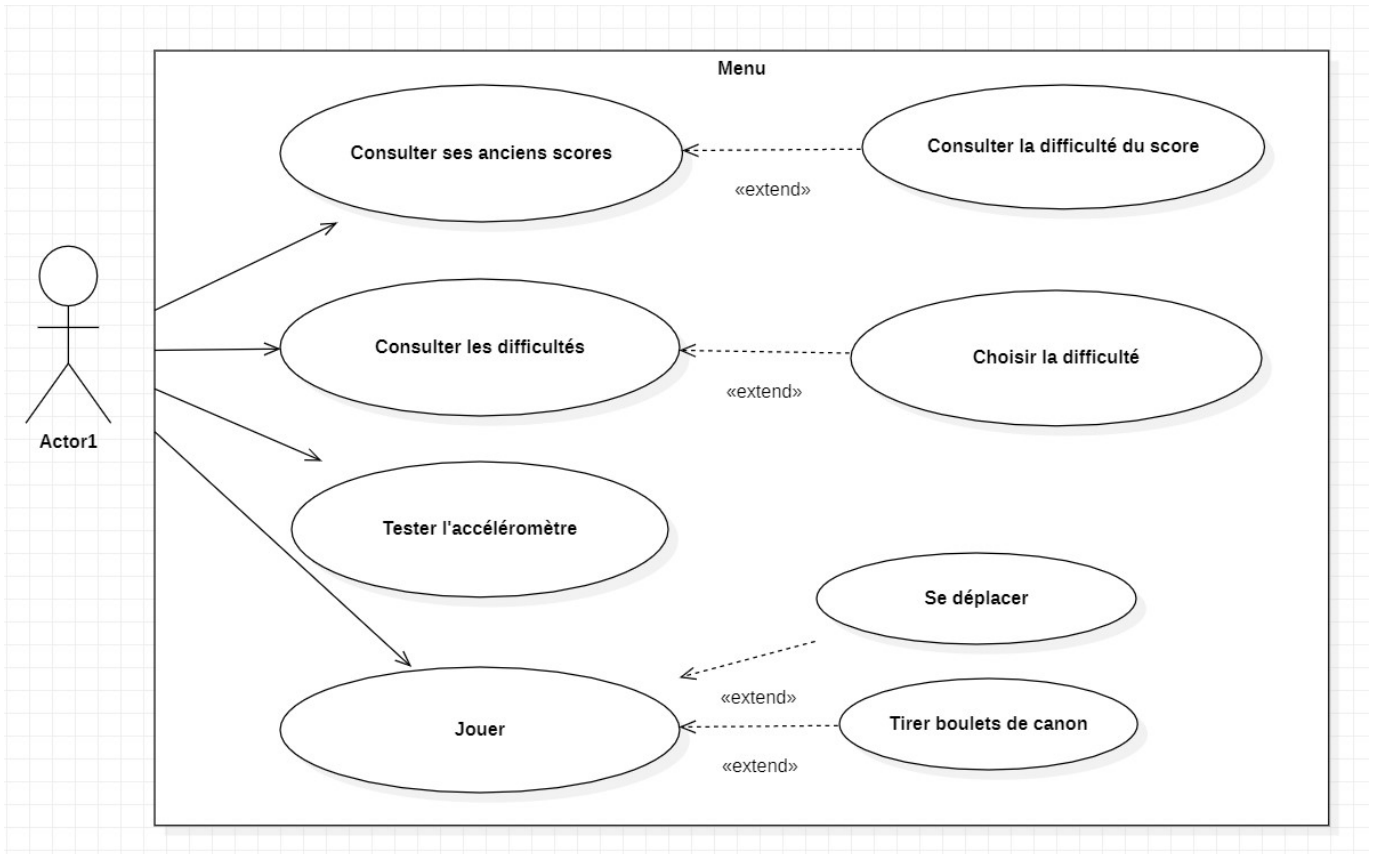 Menu
Consulter ses anciens scores
Consulter la difficulté du score
«extend»
Consulter les difficultés
Choisir la difficulté
«extend»
Actor1
Tester l'accéléromètre
Se déplacer
«extend»
Jouer
Tirer boulets de canon
«extend»